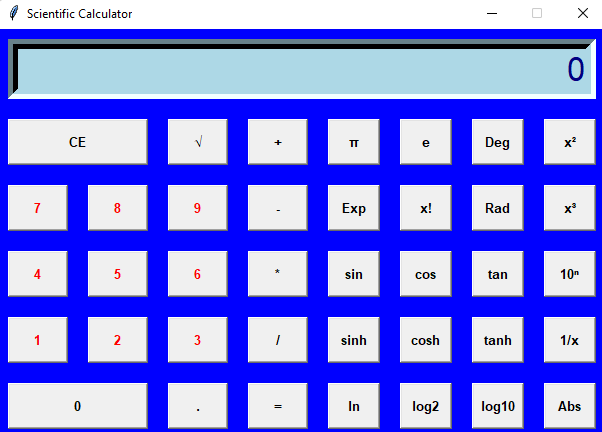 Scientific Calculator
0
CE √ + π e Deg x²
7 8 9 - Exp x! Rad x³
4 5 6 * sin cos tan 10ⁿ
1 2 3 / sinh cosh tanh 1/x
0 . = ln log2 log10 Abs